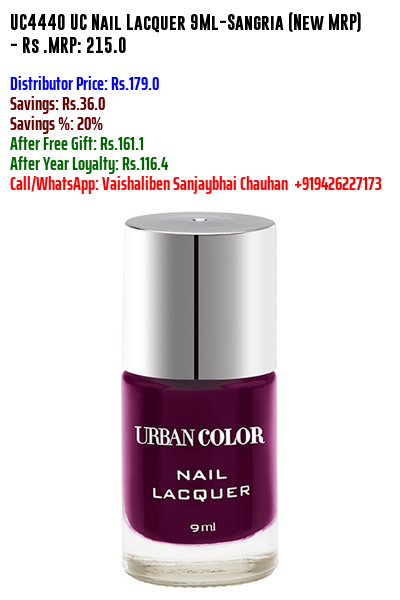 UC4440 UC Nail Lacquer 9Ml-Sangria (New MRP)
- Rs .MRP: 215.0
Distributor Price: Rs.179.0
Savings: Rs.36.0
Savings %: 20%
After Free Gift: Rs.161.1
After Year Loyalty: Rs.116.4
Call/WhatsApp: Vaishaliben Sanjaybhai Chauhan +919426227173
URBAN COLOR
NAIL
LACQUER
9ml